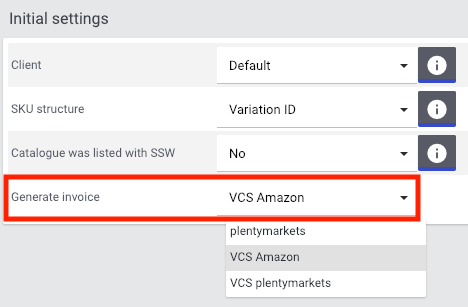 Initial settings
Client Default
SKU structure Variation ID
Catalogue was listed with SSW No
Generate invoice VCS Amazon
plentymarkets
VCS Amazon
VCS plentymarkets